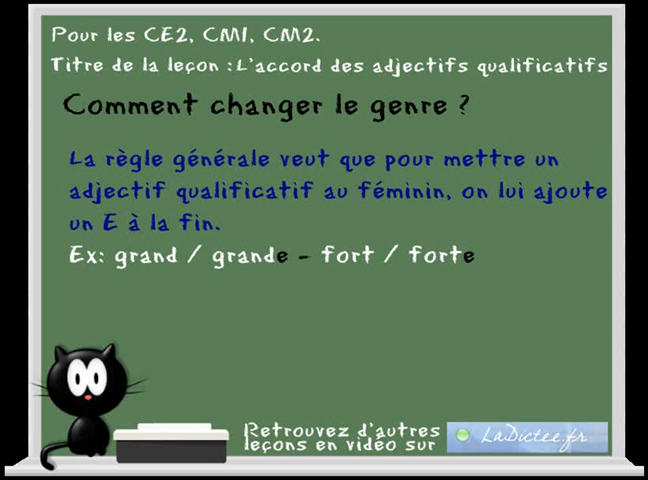 Pour les CE2, CM1, CM2.
Titre de la leçon : L'accord des adjectifs qualificatifs
Comment changer le genre ?
La règle générale veut que pour mettre un
adjectif qualificatif au féminin, on lui ajoute
un E à la fin.
Ex: grand / grande - fort / forte
Retrouvez d'autres
leçons en vidéo sur
LaDictee.fr